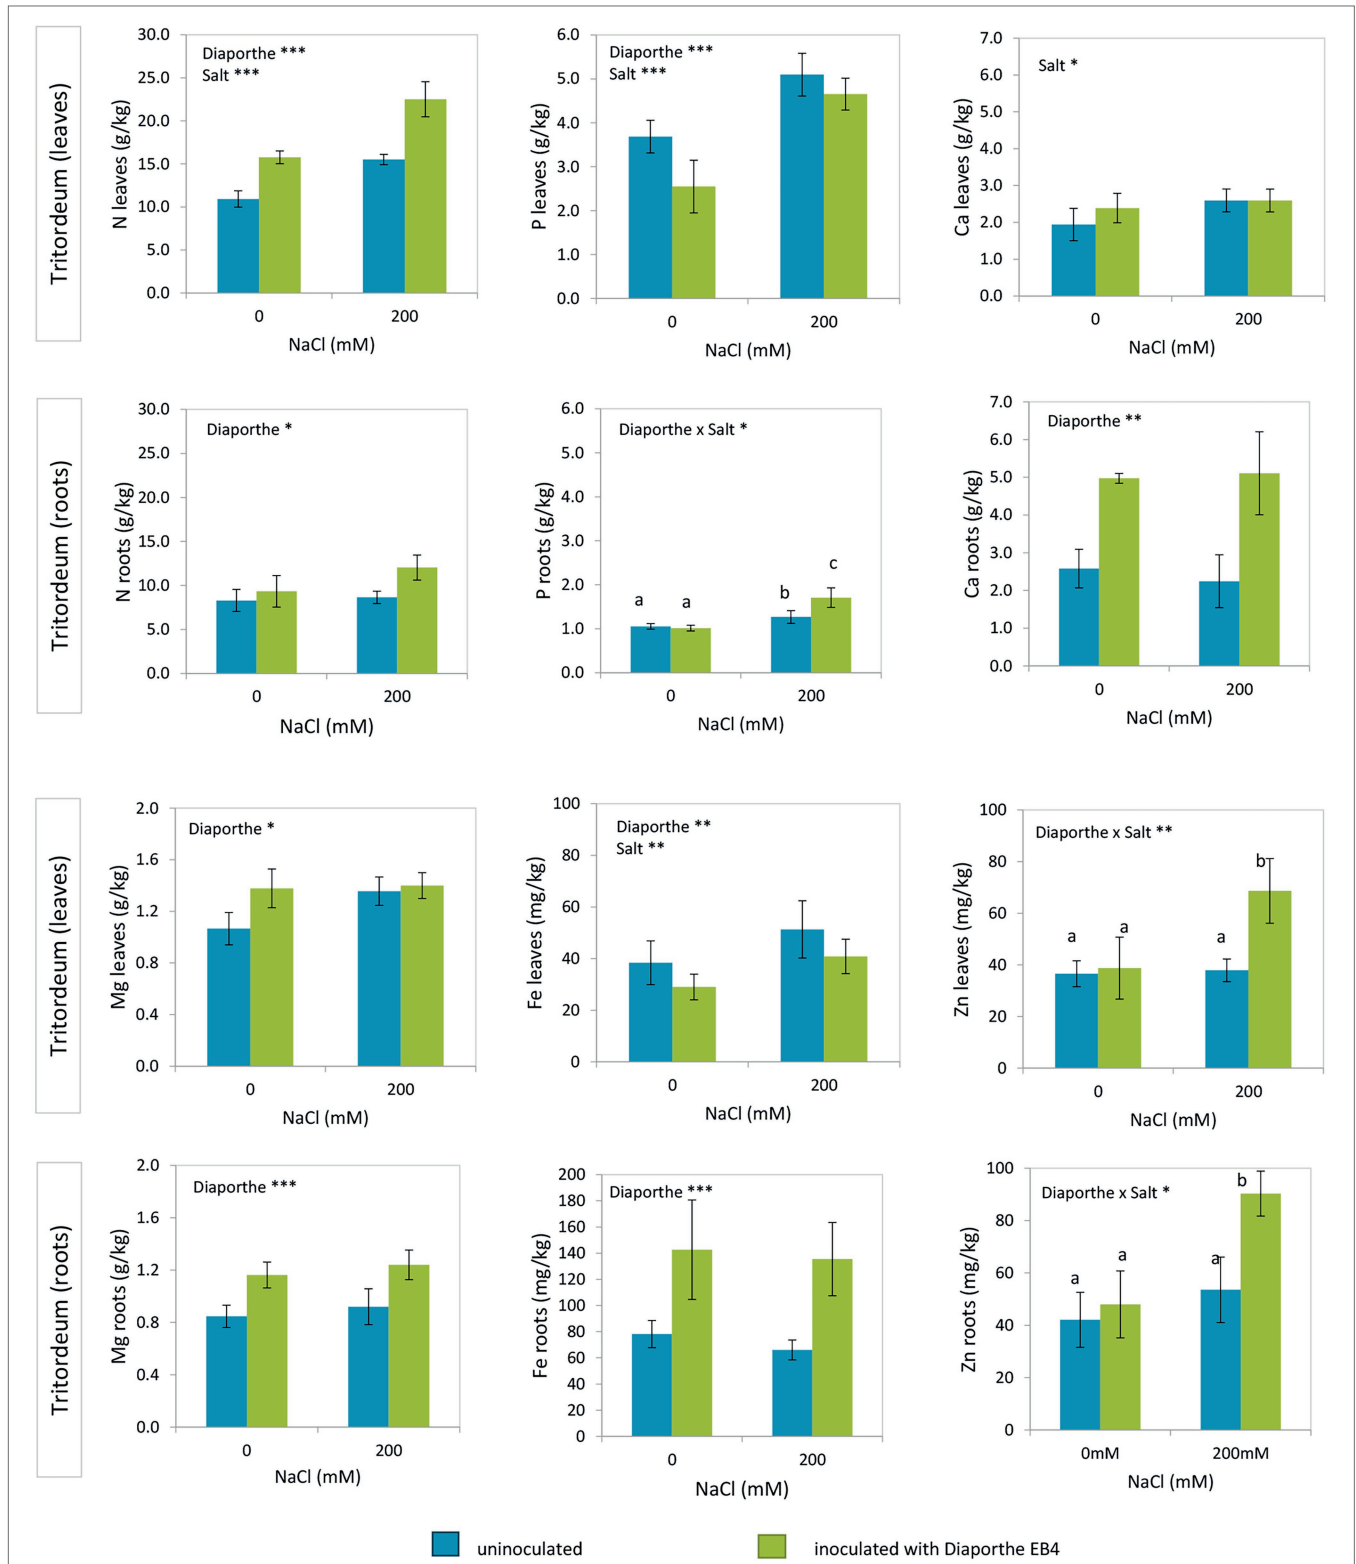 Tritordeum (leaves)
N leaves (g/kg)
30.0
25.0
20.0
15.0
10.0
5.0
0.0
Diaporthe ***
Salt ***
0
200
NaCl (mM)
P leaves (g/kg)
6.0
5.0
4.0
3.0
2.0
1.0
0.0
Diaporthe ***
Salt ***
0
200
NaCl (mM)
Ca leaves (g/kg)
7.0
6.0
5.0
4.0
3.0
2.0
1.0
0.0
Salt *
0
200
NaCl (mM)
Tritordeum (roots)
N roots (g/kg)
30.0
25.0
20.0
15.0
10.0
5.0
0.0
Diaporthe *
0
200
NaCl (mM)
P roots (g/kg)
6.0
5.0
4.0
3.0
2.0
1.0
0.0
Diaporthe x Salt *
a
a
b
c
0
200
NaCl (mM)
Ca roots (g/kg)
7.0
6.0
5.0
4.0
3.0
2.0
1.0
0.0
Diaporthe **
0
200
NaCl (mM)
Tritordeum (leaves)
Mg leaves (g/kg)
2.0
1.6
1.2
0.8
0.4
0.0
Diaporthe *
0
200
NaCl (mM)
Fe leaves (mg/kg)
100
80
60
40
20
0
Diaporthe **
Salt **
0
200
NaCl (mM)
Zn leaves (mg/kg)
100
80
60
40
20
0
Diaporthe x Salt **
a
a
a
b
0
200
NaCl (mM)
Tritordeum (roots)
Mg roots (g/kg)
2.0
1.6
1.2
0.8
0.4
0.0
Diaporthe ***
0
200
NaCl (mM)
Fe roots (mg/kg)
200
180
160
140
120
100
80
60
40
20
0
Diaporthe ***
0
200
NaCl (mM)
Zn roots (mg/kg)
100
80
60
40
20
0
Diaporthe x Salt *
a
a
a
b
0mM
200mM
NaCl (mM)
uninoculated
inoculated with Diaporthe EB4